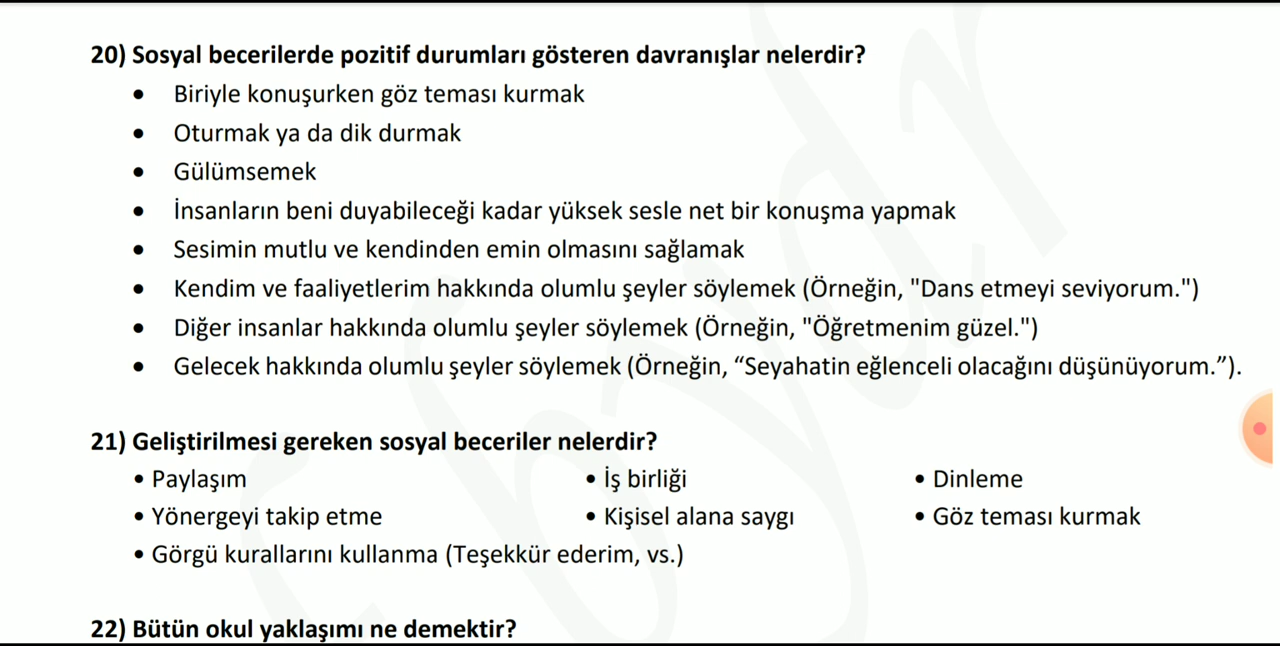 20) Sosyal becerilerde pozitif durumları gösteren davranışlar nelerdir?
• Biriyle konuşurken göz teması kurmak
• Oturmak ya da dik durmak
• Gülümsemek
• İnsanların beni duyabileceği kadar yüksek sesle net bir konuşma yapmak
• Sesimin mutlu ve kendinden emin olmasını sağlamak
• Kendim ve faaliyetlerim hakkında olumlu şeyler söylemek (Örneğin, "Dans etmeyi seviyorum.")
• Diğer insanlar hakkında olumlu şeyler söylemek (Örneğin, "Öğretmenim güzel.")
• Gelecek hakkında olumlu şeyler söylemek (Örneğin, “Seyahatin eğlenceli olacağını düşünüyorum.”).
21) Geliştirilmesi gereken sosyal beceriler nelerdir?
• Paylaşım • İş birliği • Dinleme
• Yönergeyi takip etme • Kişisel alana saygı • Göz teması kurmak
• Görgü kurallarını kullanma (Teşekkür ederim, vs.)
22) Bütün okul yaklaşımı ne demektir?